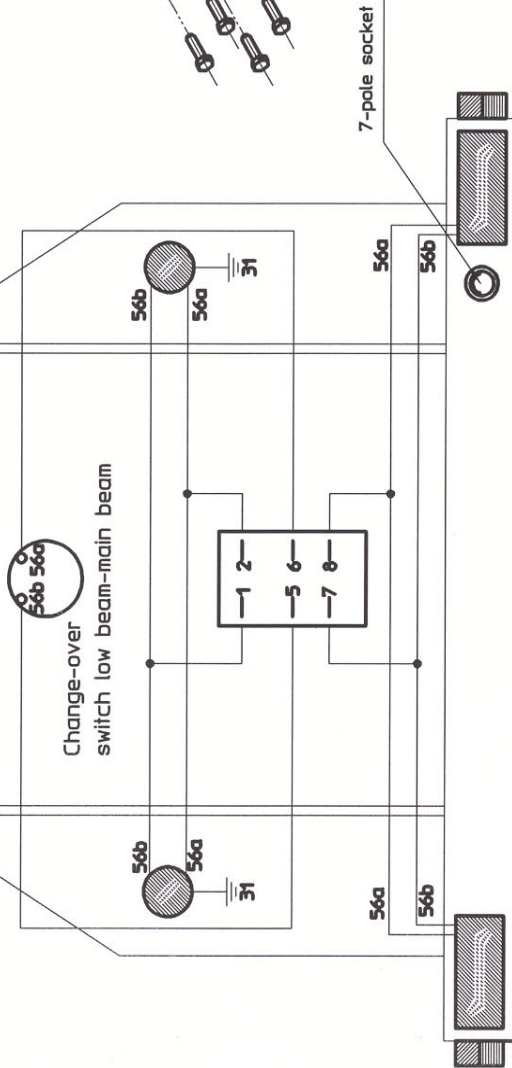 7-pole socket
56b
56a
31
56a
56b
56b 56a
Change-over
switch low beam-main beam
1 2
5 6
7 8
56b
56a
31
56a
56b